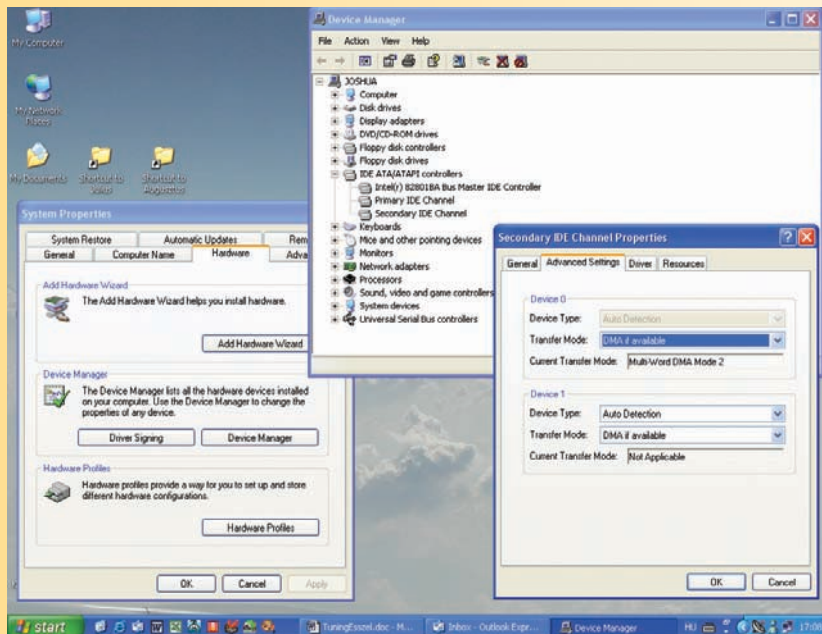 My Computer
My Network Places
My Documents
Shortcut to
Shortcut to Augustus
Device Manager
File Action View Help
JOSHUA
Computer
Disk drives
Display adapters
DVD/CD-ROM drives
Floppy disk controllers
Floppy disk drives
IDE ATA/ATAPI controllers
Intel(r) 82801BA Bus Master IDE Controller
Primary IDE Channel
Secondary IDE Channel
Keyboards
Mice and other pointing devices
Monitors
Network adapters
Processors
Sound, video and game controllers
System devices
Universal Serial Bus controllers
System Properties
System Restore Automatic Updates Rem
General Computer Name Hardware Adva
Add Hardware Wizard
The Add Hardware Wizard helps you install hardware.
Add Hardware Wizard
Device Manager
The Device Manager lists all the hardware devices installed
on your computer. Use the Device Manager to change the
properties of any device.
Driver Signing Device Manager
Hardware Profiles
Hardware profiles provide a way for you to set up and store
different hardware configurations.
Hardware Profiles
OK Cancel Apply
Secondary IDE Channel Properties
General Advanced Settings Driver Resources
Device 0
Device Type: Auto Detection
Transfer Mode: DMA if available
Current Transfer Mode: Multi-Word DMA Mode 2
Device 1
Device Type: Auto Detection
Transfer Mode: DMA if available
Current Transfer Mode: Not Applicable
OK Cancel
start TuningEsszel.doc - M... Inbox - Outlook Expr... Device Manager HU 17:08